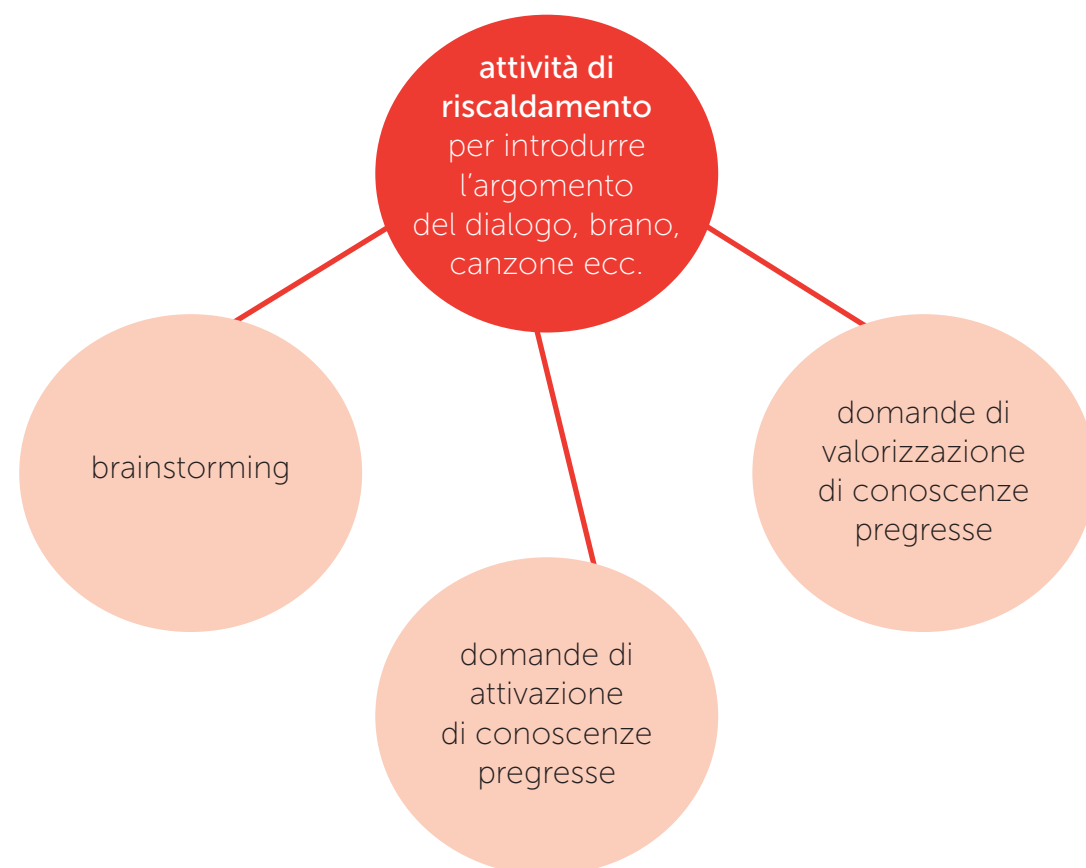 attività di
riscaldamento
per introdurre
l’argomento
del dialogo, brano,
canzone ecc.
brainstorming
domande di
valorizzazione
di conoscenze
pregresse
domande di
attivazione
di conoscenze
pregresse